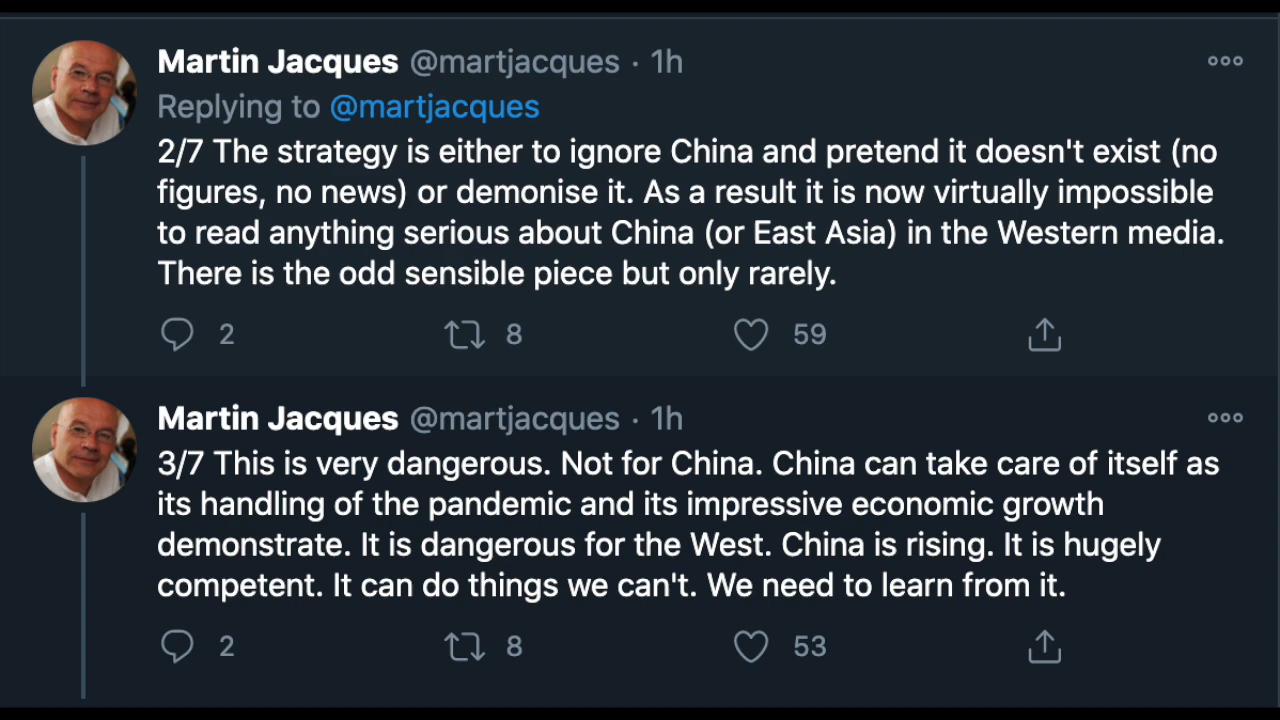 Martin Jacques @martjacques · 1h
Replying to @martjacques
2/7 The strategy is either to ignore China and pretend it doesn't exist (no
figures, no news) or demonise it. As a result it is now virtually impossible
to read anything serious about China (or East Asia) in the Western media.
There is the odd sensible piece but only rarely.
2 8 59
Martin Jacques @martjacques · 1h
3/7 This is very dangerous. Not for China. China can take care of itself as
its handling of the pandemic and its impressive economic growth
demonstrate. It is dangerous for the West. China is rising. It is hugely
competent. It can do things we can't. We need to learn from it.
2 8 53